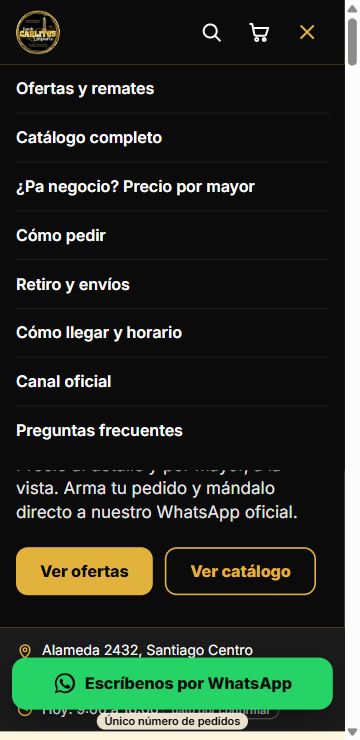 CARLITOS
Ofertas y remates
Catálogo completo
¿Pa negocio? Precio por mayor
Cómo pedir
Retiro y envíos
Cómo llegar y horario
Canal oficial
Preguntas frecuentes
vista. Arma tu pedido y mándalo
directo a nuestro WhatsApp oficial.
Ver ofertas
Ver catálogo
Alameda 2432, Santiago Centro
Escríbenos por WhatsApp
Único número de pedidos